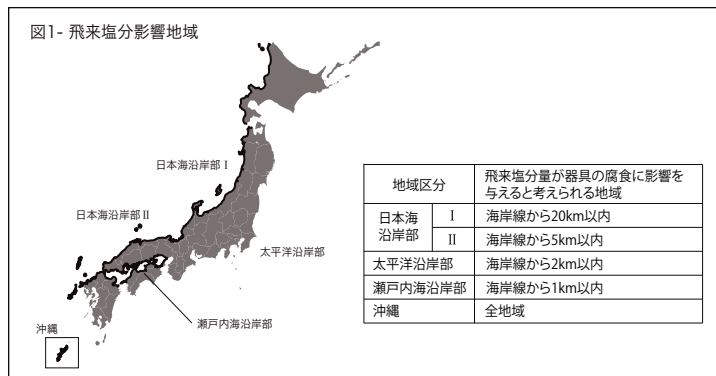 図1- 飛来塩分影響地域
日本海沿岸部Ⅰ
日本海沿岸部Ⅱ
太平洋沿岸部
瀬戸内海沿岸部
沖縄
地域区分
飛来塩分量が器具の腐食に影響を
与えると考えられる地域
日本海
沿岸部
Ⅰ
海岸線から20km以内
Ⅱ
海岸線から5km以内
太平洋沿岸部
海岸線から2km以内
瀬戸内海沿岸部
海岸線から1km以内
沖縄
全地域